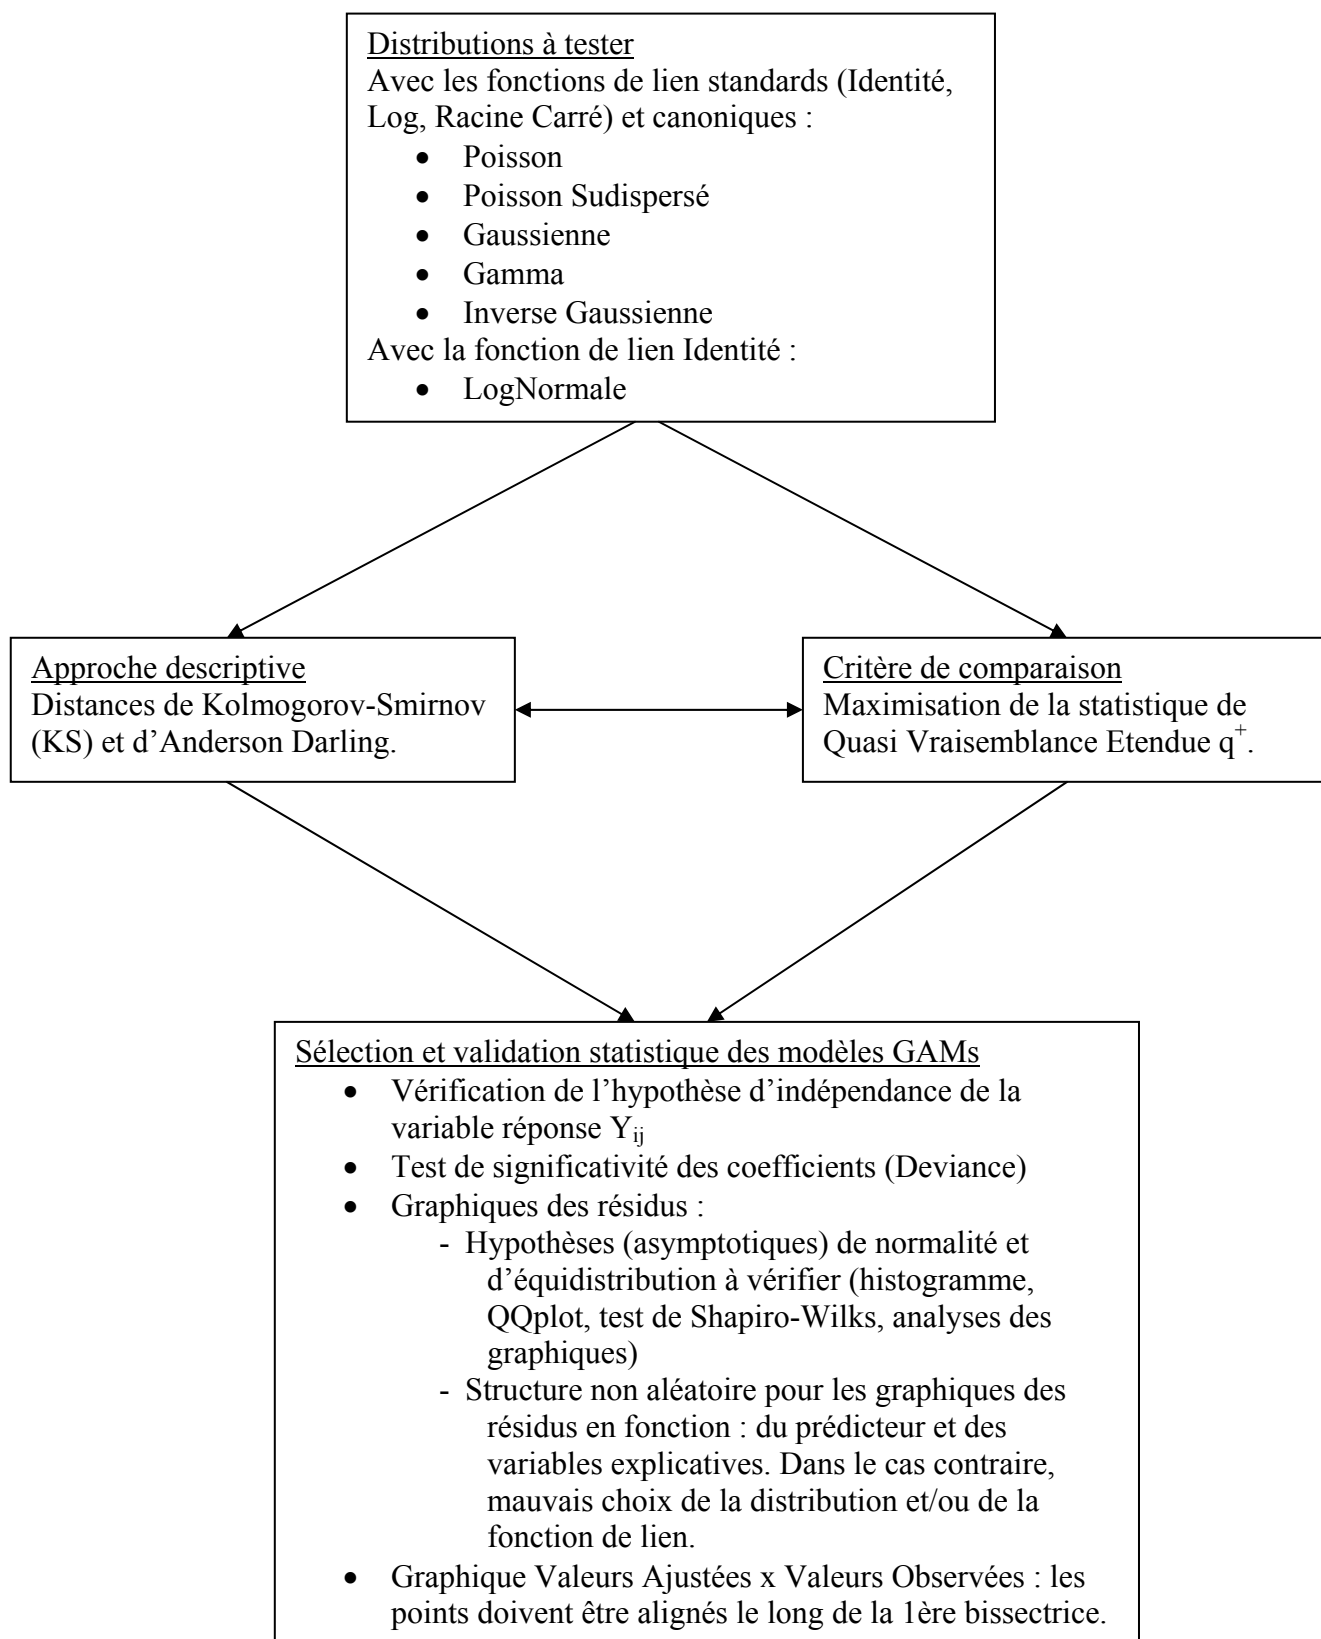 Distributions à tester
Avec les fonctions de lien standards (Identité,
Log, Racine Carré) et canoniques :
• Poisson
• Poisson Sudispersé
• Gaussienne
• Gamma
• Inverse Gaussienne
Avec la fonction de lien Identité :
• LogNormale
Approche descriptive
Distances de Kolmogorov-Smirnov
(KS) et d’Anderson Darling.
Critère de comparaison
Maximisation de la statistique de
Quasi Vraisemblance Etendue q⁺.
Sélection et validation statistique des modèles GAMs
• Vérification de l’hypothèse d’indépendance de la
variable réponse Yᵢⱼ
• Test de significativité des coefficients (Deviance)
• Graphiques des résidus :
- Hypothèses (asymptotiques) de normalité et
d’équidistribution à vérifier (histogramme,
QQplot, test de Shapiro-Wilks, analyses des
graphiques)
- Structure non aléatoire pour les graphiques des
résidus en fonction : du prédicteur et des
variables explicatives. Dans le cas contraire,
mauvais choix de la distribution et/ou de la
fonction de lien.
• Graphique Valeurs Ajustées x Valeurs Observées : les
points doivent être alignés le long de la 1ère bissectrice.